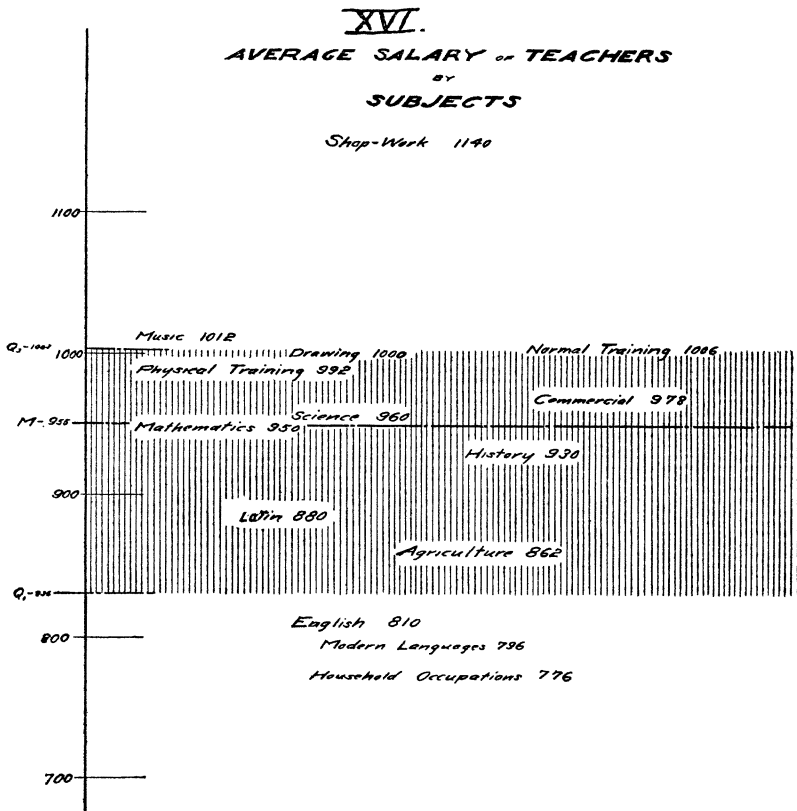 XVI.
AVERAGE SALARY OF TEACHERS
BY
SUBJECTS
Shop-Work 1140
1100
Music 1012
Q3-1003
1000
Drawing 1000
Normal Training 1006
Physical Training 992
Commercial 978
Science 960
M-955
Mathematics 950
History 930
900
Latin 880
Agriculture 862
English 810
800
Modern Languages 796
Household Occupations 776
700